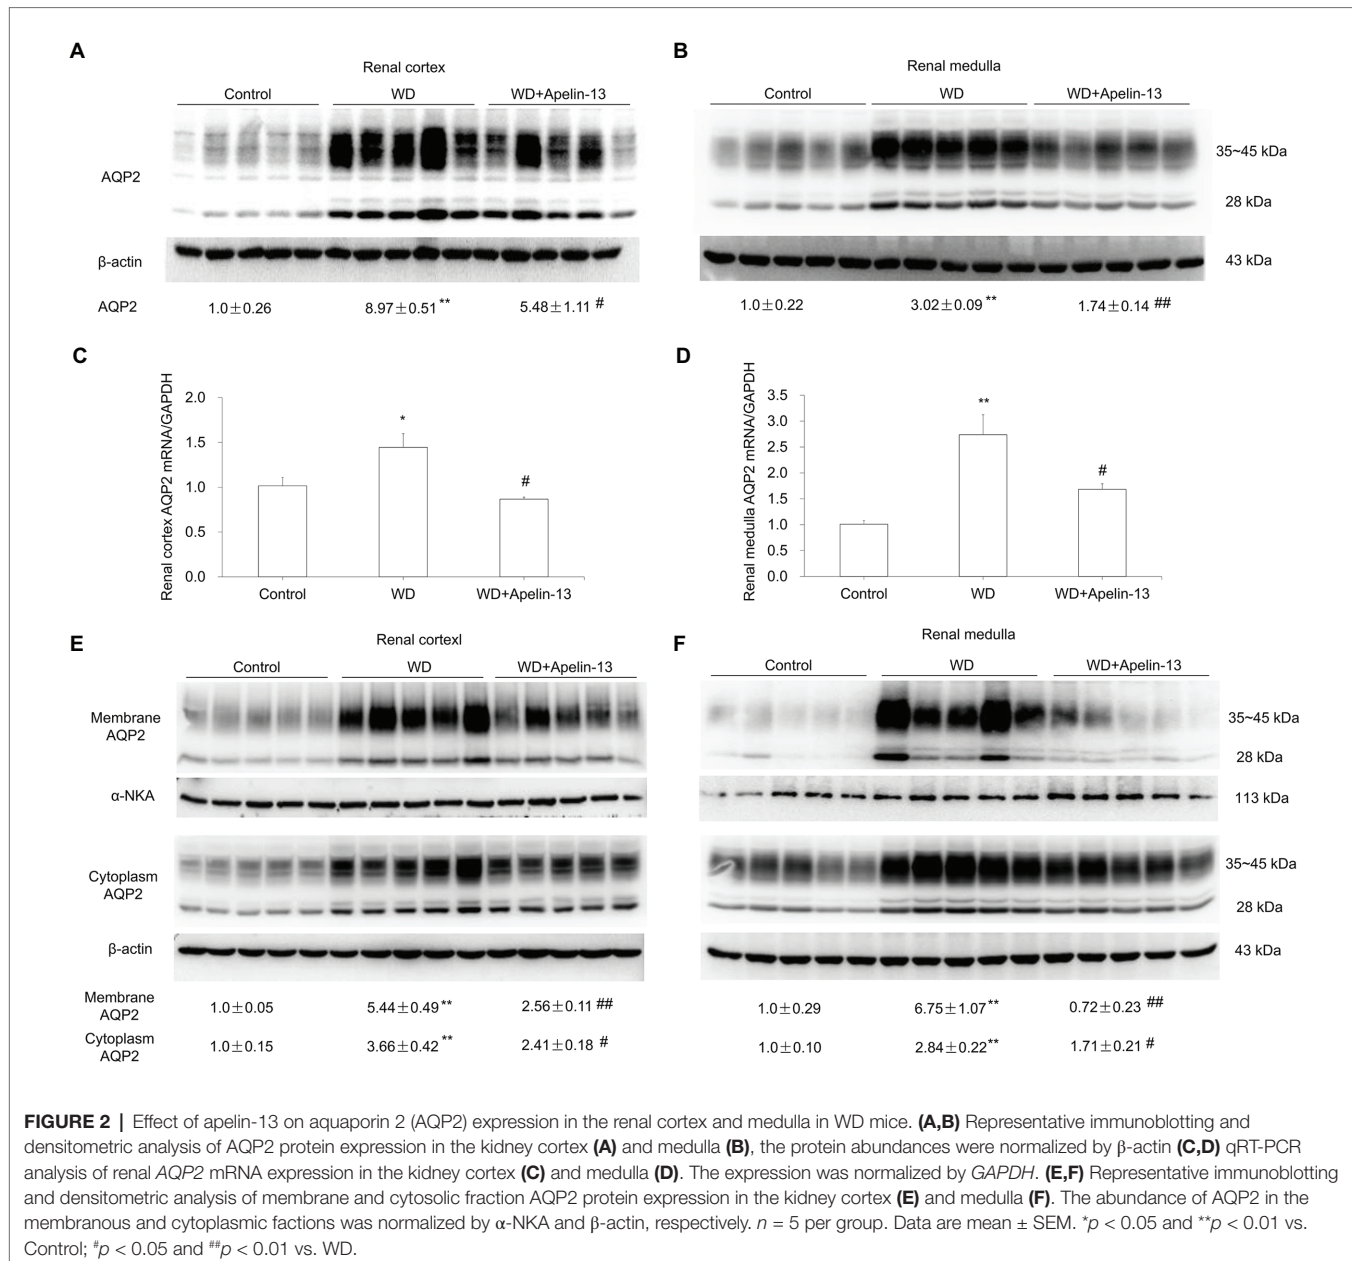 A
Renal cortex
Control WD WD+Apelin-13
AQP2
β-actin
AQP2 1.0±0.26 8.97±0.51** 5.48±1.11 #
B
Renal medulla
Control WD WD+Apelin-13
35~45 kDa
28 kDa
43 kDa
1.0±0.22 3.02±0.09** 1.74±0.14 ##
C
Renal cortex AQP2 mRNA/GAPDH
2.0
1.5
1.0
0.5
0.0
*
#
Control WD WD+Apelin-13
D
Renal medulla AQP2 mRNA/GAPDH
3.5
3.0
2.5
2.0
1.5
1.0
0.5
0.0
**
#
Control WD WD+Apelin-13
E
Renal cortexl
Control WD WD+Apelin-13
Membrane
AQP2
α-NKA
Cytoplasm
AQP2
β-actin
Membrane
AQP2
1.0±0.05 5.44±0.49** 2.56±0.11 ##
Cytoplasm
AQP2
1.0±0.15 3.66±0.42** 2.41±0.18 #
F
Renal medulla
Control WD WD+Apelin-13
35~45 kDa
28 kDa
113 kDa
35~45 kDa
28 kDa
43 kDa
1.0±0.29 6.75±1.07** 0.72±0.23 ##
1.0±0.10 2.84±0.22** 1.71±0.21 #
FIGURE 2 | Effect of apelin-13 on aquaporin 2 (AQP2) expression in the renal cortex and medulla in WD mice. (A,B) Representative immunoblotting and
densitometric analysis of AQP2 protein expression in the kidney cortex (A) and medulla (B), the protein abundances were normalized by β-actin (C,D) qRT-PCR
analysis of renal AQP2 mRNA expression in the kidney cortex (C) and medulla (D). The expression was normalized by GAPDH. (E,F) Representative immunoblotting
and densitometric analysis of membrane and cytosolic fraction AQP2 protein expression in the kidney cortex (E) and medulla (F). The abundance of AQP2 in the
membranous and cytoplasmic factions was normalized by α-NKA and β-actin, respectively. n = 5 per group. Data are mean ± SEM. *p < 0.05 and **p < 0.01 vs.
Control; #p < 0.05 and ##p < 0.01 vs. WD.